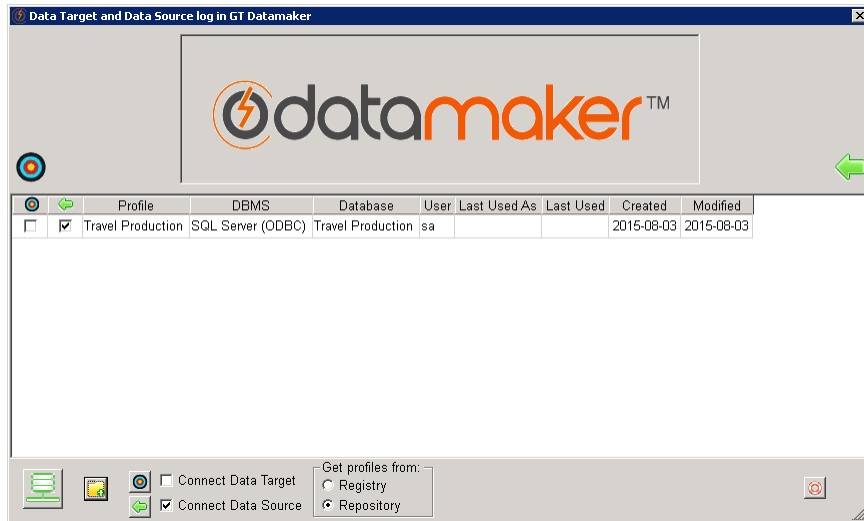 Data Target and Data Source log in GT Datamaker
datamaker™
Profile DBMS Database User Last Used As Last Used Created Modified
Travel Production SQL Server (ODBC) Travel Production sa 2015-08-03 2015-08-03
Get profiles from:
Connect Data Target
Registry
Connect Data Source
Repository